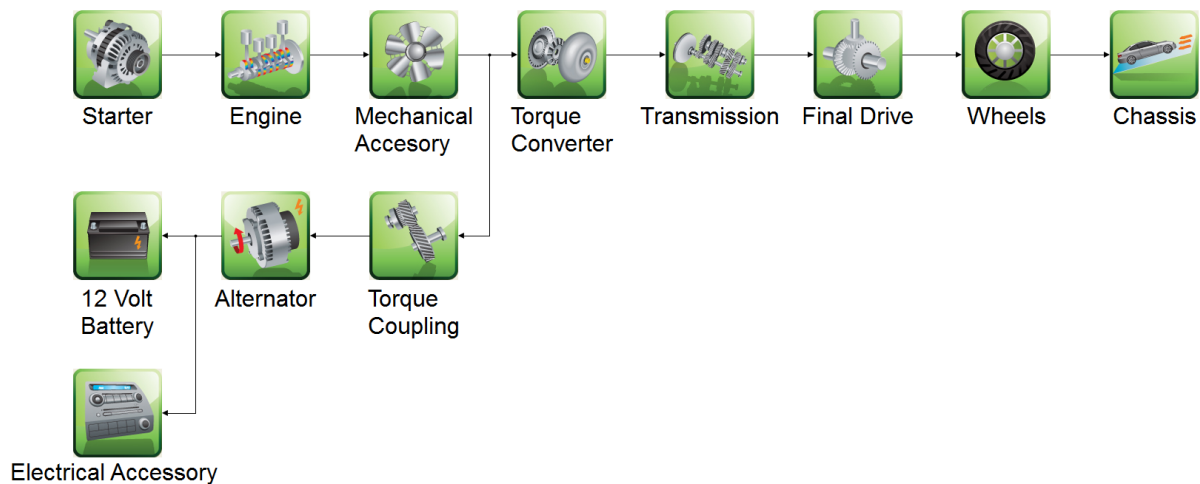 Starter
Engine
Mechanical
Accesory
Torque
Converter
Transmission
Final Drive
Wheels
Chassis
12 Volt
Battery
Alternator
Torque
Coupling
Electrical Accessory